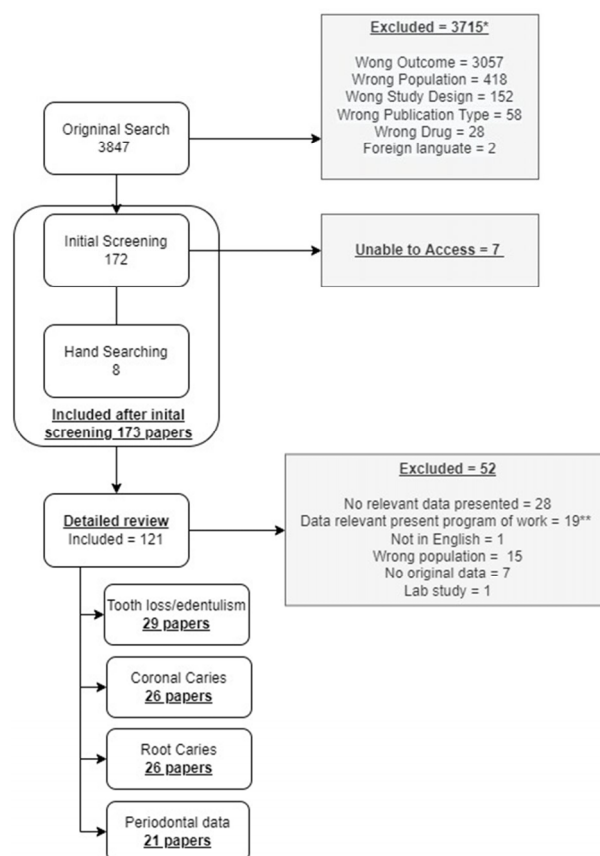 Excluded = 3715*
Wong Outcome = 3057
Wrong Population = 418
Wong Study Design = 152
Wrong Publication Type = 58
Wrong Drug = 28
Foreign languate = 2
Origninal Search
3847
Initial Screening
172
Unable to Access = 7
Hand Searching
8
Included after inital
screening 173 papers
Excluded = 52
No relevant data presented = 28
Data relevant present program of work = 19**
Not in English = 1
Wrong population = 15
No original data = 7
Lab study = 1
Detailed review
Included = 121
Tooth loss/edentulism
29 papers
Coronal Caries
26 papers
Root Caries
26 papers
Periodontal data
21 papers